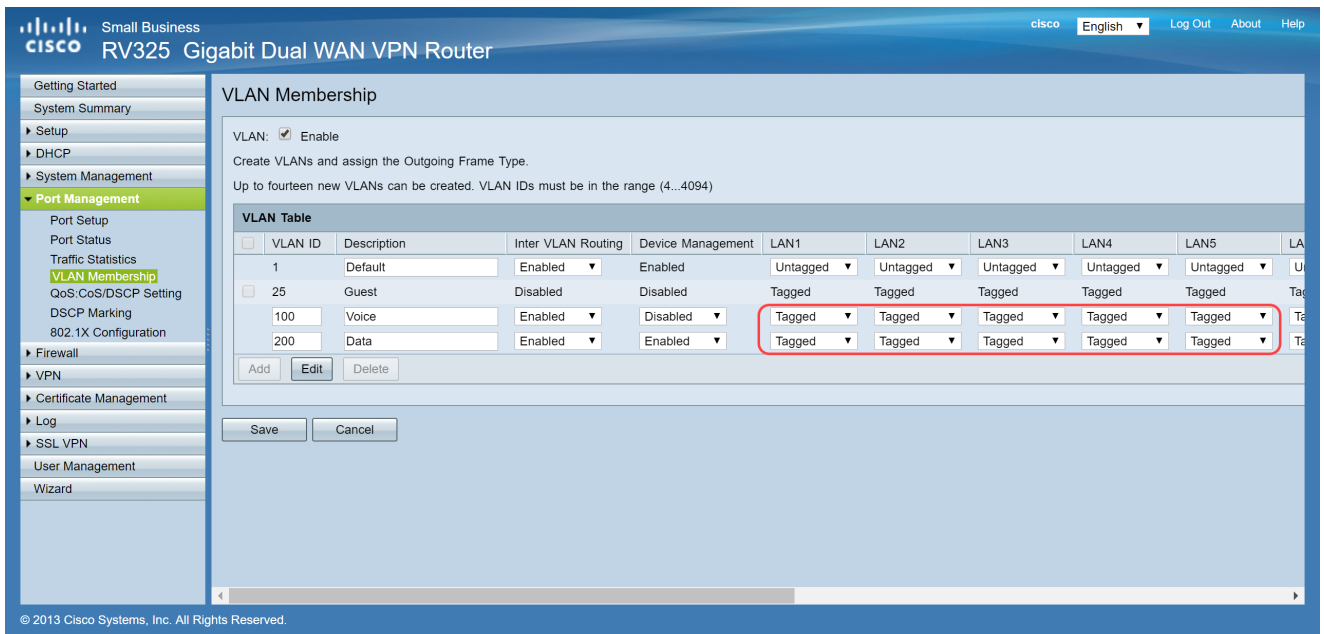 Small Business
cisco English Log Out About Help
CISCO RV325 Gigabit Dual WAN VPN Router
Getting Started
System Summary
Setup
DHCP
System Management
Port Management
Port Setup
Port Status
Traffic Statistics
VLAN Membership
QoS:CoS/DSCP Setting
DSCP Marking
802.1X Configuration
Firewall
VPN
Certificate Management
Log
SSL VPN
User Management
Wizard
VLAN Membership
VLAN: Enable
Create VLANs and assign the Outgoing Frame Type.
Up to fourteen new VLANs can be created. VLAN IDs must be in the range (4...4094)
VLAN Table
VLAN ID Description Inter VLAN Routing Device Management LAN1 LAN2 LAN3 LAN4 LAN5
1 Default Enabled Enabled Untagged Untagged Untagged Untagged Untagged
25 Guest Disabled Disabled Tagged Tagged Tagged Tagged Tagged
100 Voice Enabled Disabled Tagged Tagged Tagged Tagged Tagged
200 Data Enabled Enabled Tagged Tagged Tagged Tagged Tagged
Add Edit Delete
Save Cancel
© 2013 Cisco Systems, Inc. All Rights Reserved.